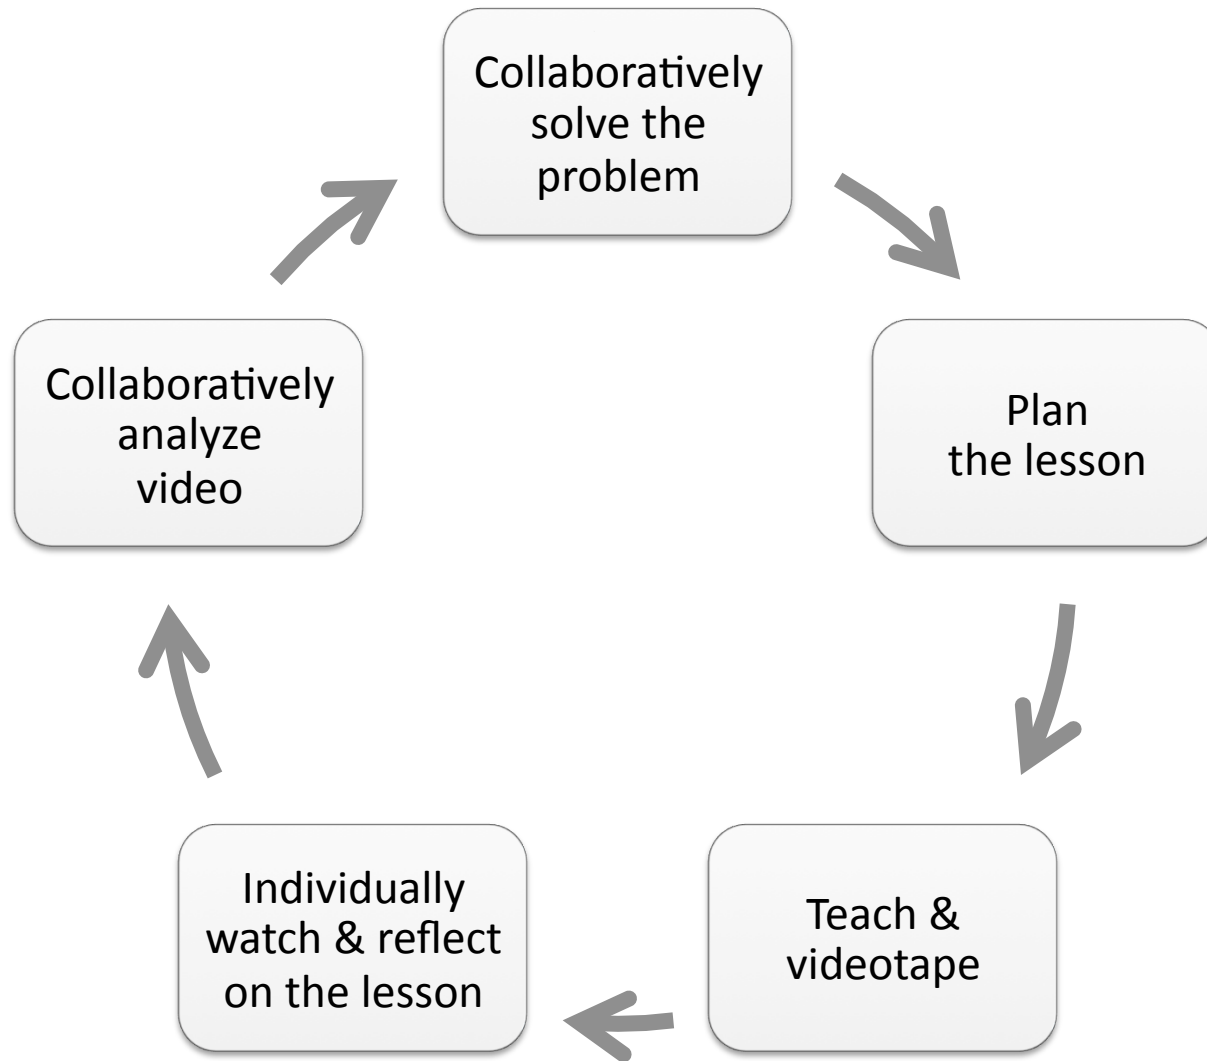 Collaboratively
solve the
problem
Plan
the lesson
Teach &
videotape
Individually
watch & reflect
on the lesson
Collaboratively
analyze
video